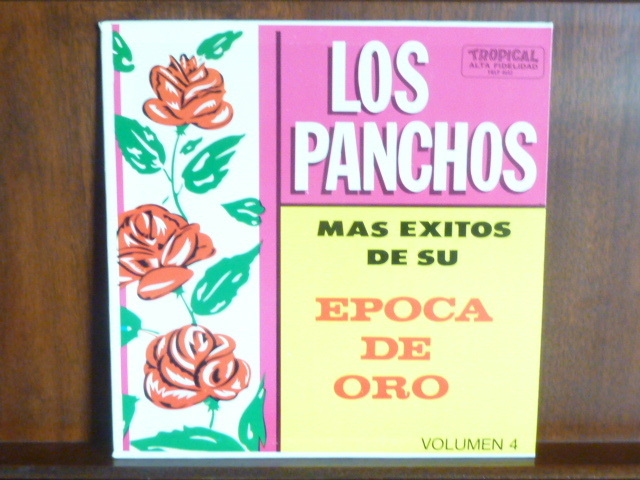 LOS
PANCHOS
TROPICAL
ALTA FIDELIDAD
MAS EXITOS
DE SU
EPOCA
DE
ORO
VOLUMEN 4